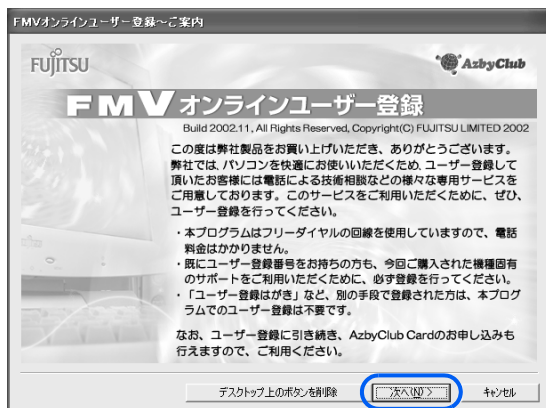 FMVオンラインユーザー登録~ご案内
FUJITSU
AzbyClub
FMVオンラインユーザー登録
Build 2002.11, All Rights Reserved, Copyright(C) FUJITSU LIMITED 2002
この度は弊社製品をお買い上げいただき、ありがとうございます。
弊社では、パソコンを快適にお使いいただくため、ユーザー登録して
頂いたお客様には電話による技術相談などの様々な専用サービスを
ご用意しております。このサービスをご利用いただくために、ぜひ、
ユーザー登録を行ってください。
・本プログラムはフリーダイヤルの回線を使用していますので、電話
料金はかかりません。
・既にユーザー登録番号をお持ちの方も、今回ご購入された機種固有
のサポートをご利用いただくために、必ず登録を行ってください。
・「ユーザー登録はがき」など、別の手段で登録された方は、本プログ
ラムでのユーザー登録は不要です。
なお、ユーザー登録に引き続き、AzbyClub Cardのお申し込みも
行えますので、ご利用ください。
デスクトップ上のボタンを削除
次へ(N) >
キャンセル